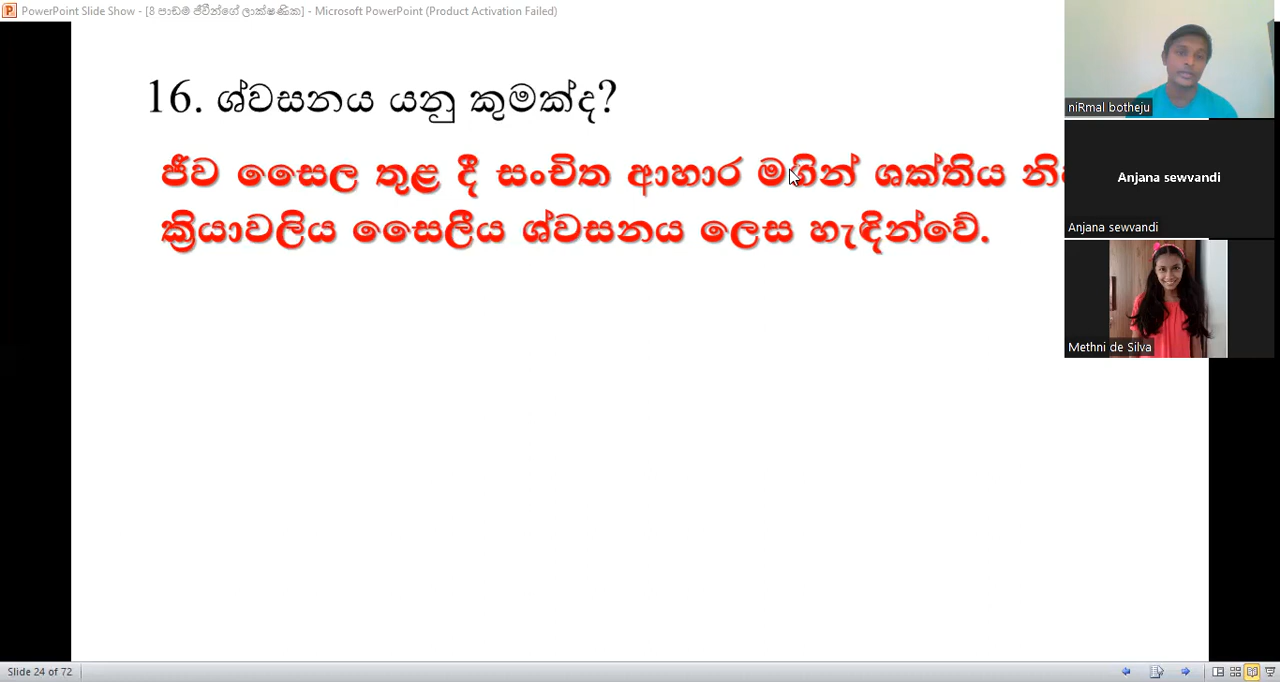 PowerPoint Slide Show - [8 පාඩම ජීවීන්ගේ ලාක්ෂණික] - Microsoft PowerPoint (Product Activation Failed)
16. ශ්වසනය යනු කුමක්ද?
ජීව සෛල තුළ දී සංචිත ආහාර මගින් ශක්තිය
ක්‍රියාවලිය සෛලීය ශ්වසනය ලෙස හැඳින්වේ.
niRmal botheju
Anjana sewvandi
Anjana sewvandi
Methni de Silva
Slide 24 of 72